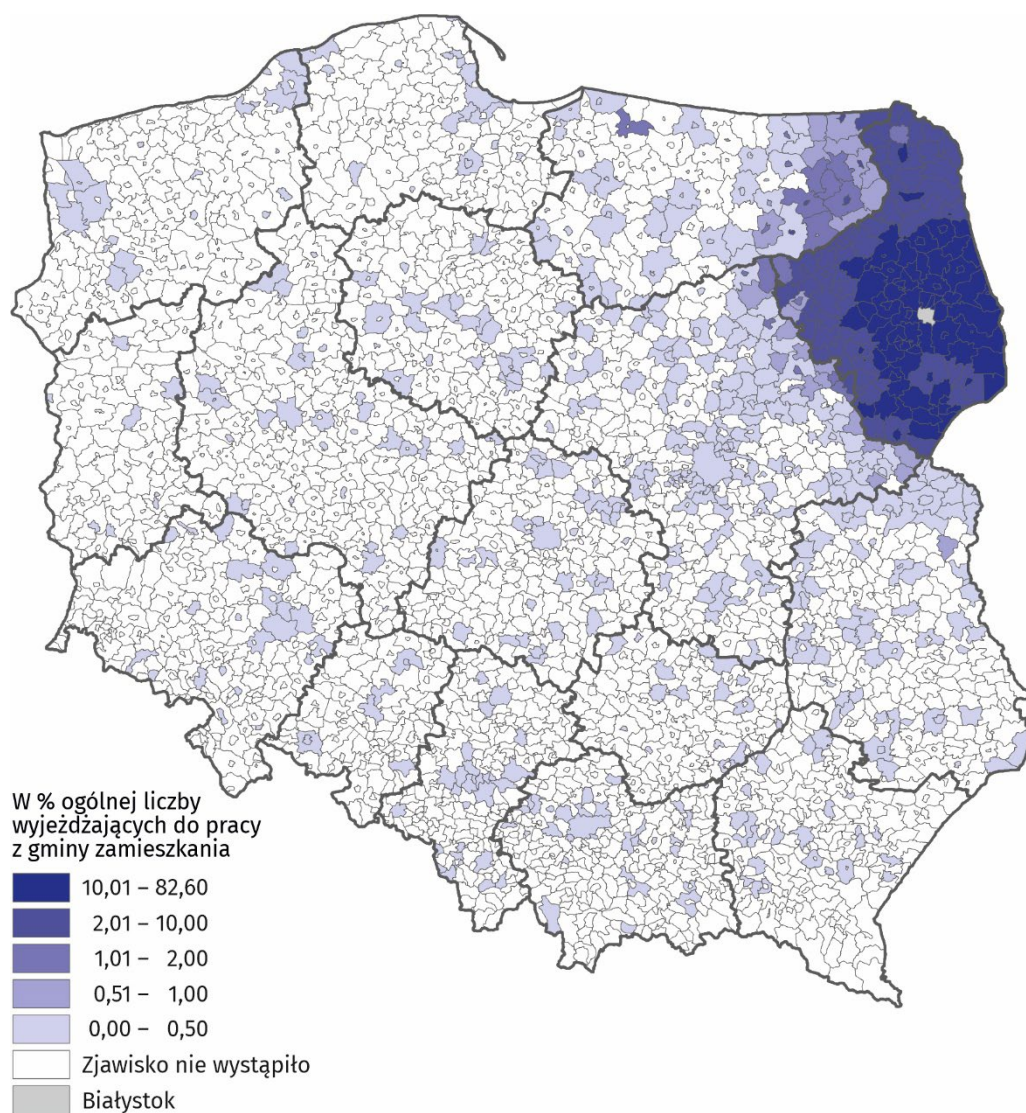 W % ogólnej liczby
wyjeżdżających do pracy
z gminy zamieszkania
10,01 – 82,60
2,01 – 10,00
1,01 – 2,00
0,51 – 1,00
0,00 – 0,50
Zjawisko nie wystąpiło
Białystok